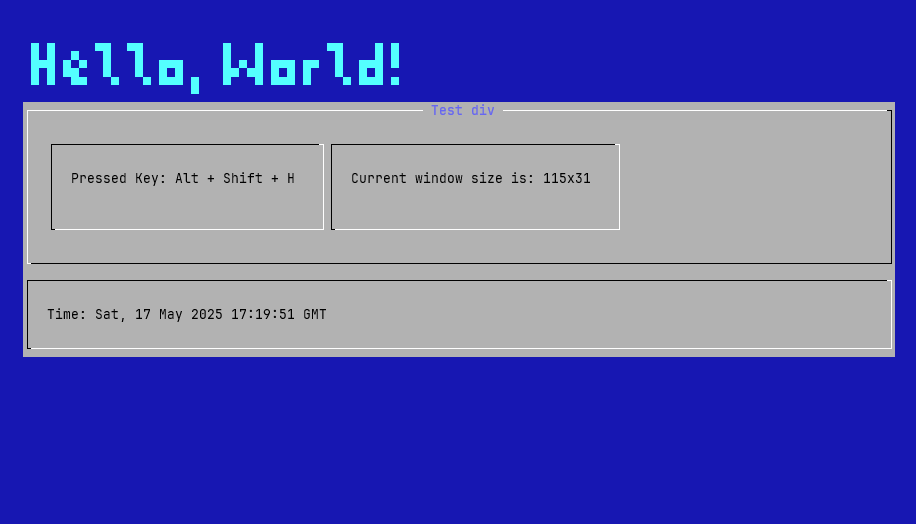 Hello, World!
Test div
Pressed Key: Alt + Shift + H
Current window size is: 115x31
Time: Sat, 17 May 2025 17:19:51 GMT